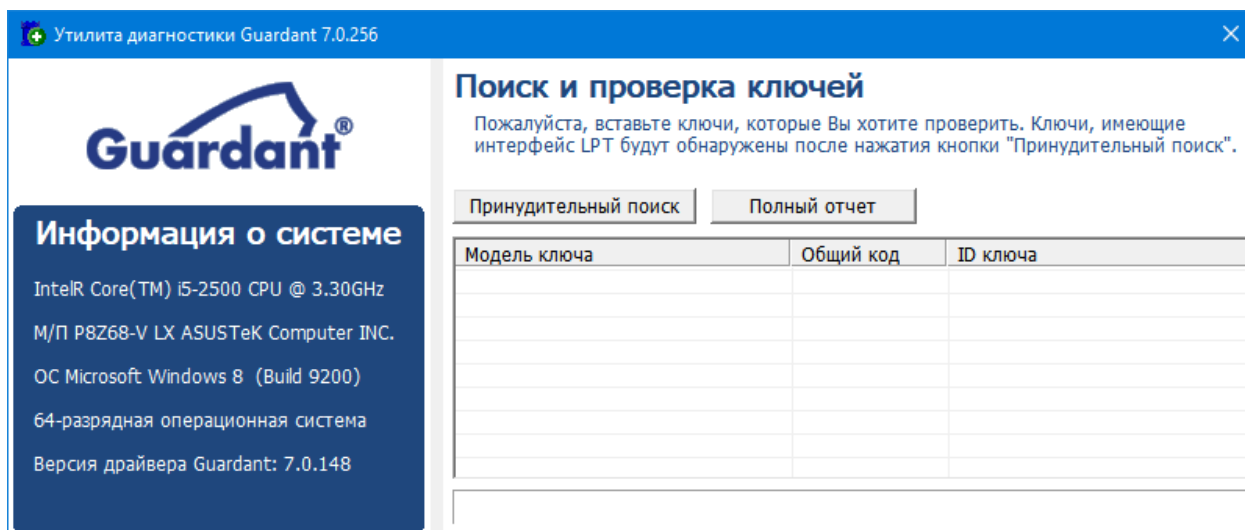 Утилита диагностики Guardant 7.0.256
Guardant®
Информация о системе
IntelR Core(TM) i5-2500 CPU @ 3.30GHz
М/П P8Z68-V LX ASUSTeK Computer INC.
ОС Microsoft Windows 8 (Build 9200)
64-разрядная операционная система
Версия драйвера Guardant: 7.0.148
Поиск и проверка ключей
Пожалуйста, вставьте ключи, которые Вы хотите проверить. Ключи, имеющие
интерфейс LPT будут обнаружены после нажатия кнопки "Принудительный поиск".
Принудительный поиск Полный отчет
Модель ключа Общий код ID ключа